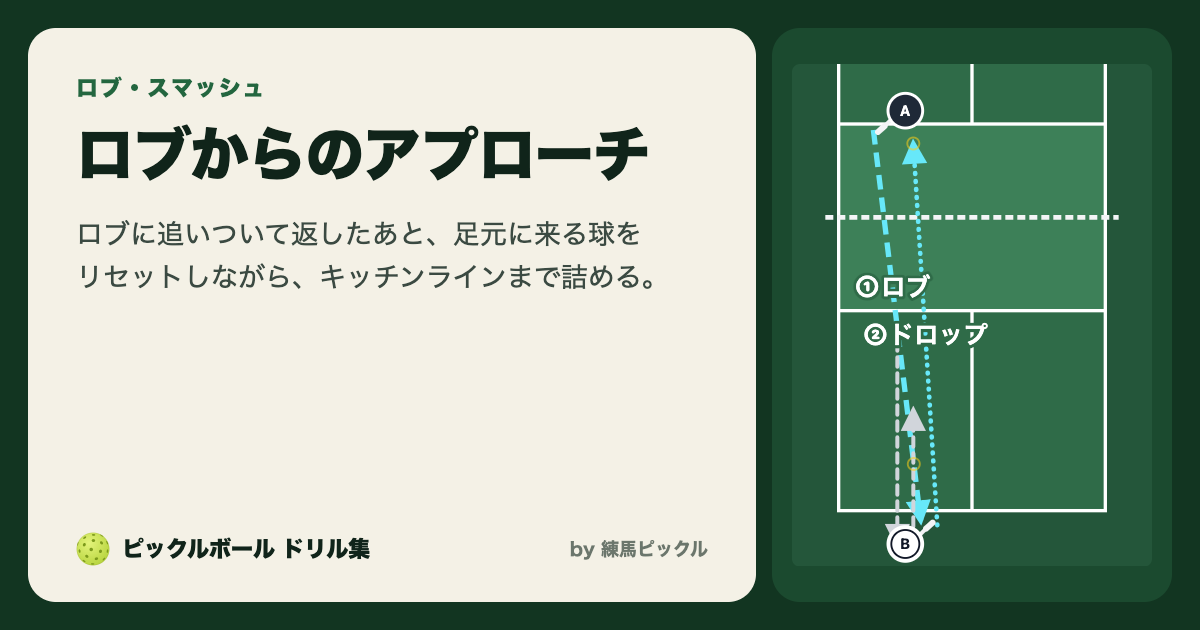 ロブ・スマッシュ
ロブからのアプローチ
ロブに追いついて返したあと、足元に来る球を
リセットしながら、キッチンラインまで詰める。
ピックルボール ドリル集
by 練馬ピックル
A
①ロブ
②ドロップ
B